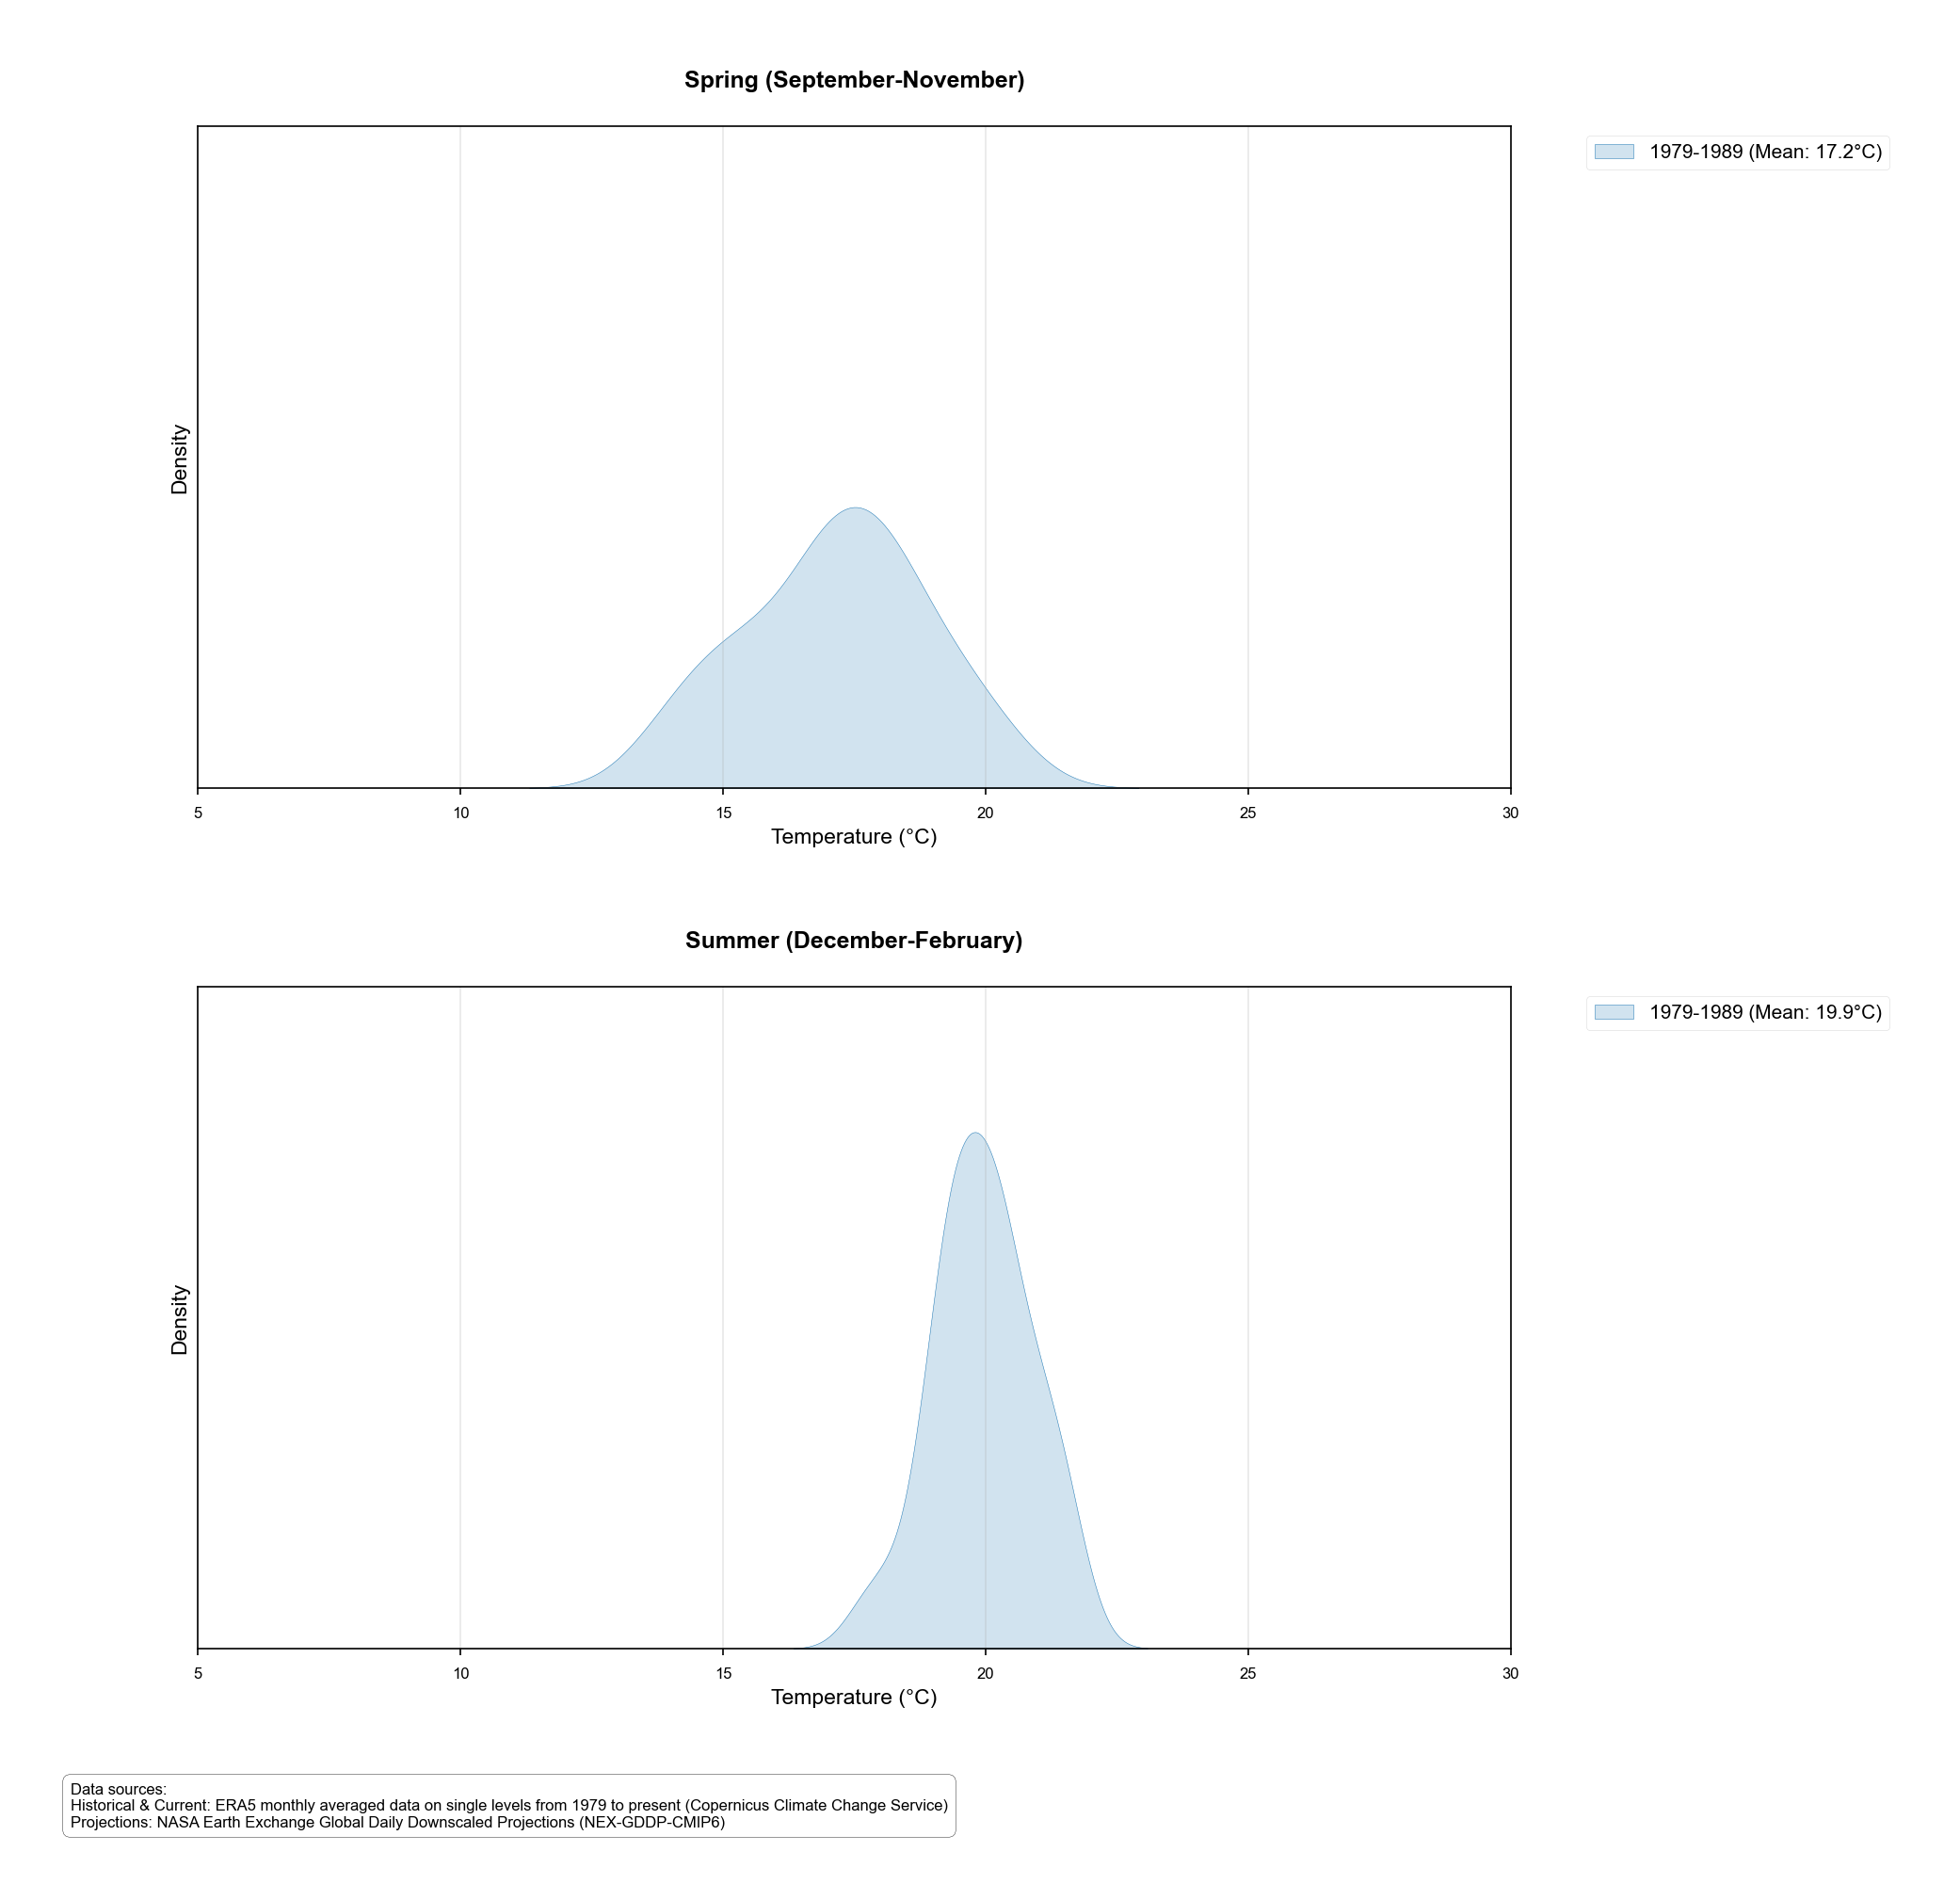 Spring (September-November)
1979-1989 (Mean: 17.2°C)
Density
5 10 15 20 25 30
Temperature (°C)
Summer (December-February)
1979-1989 (Mean: 19.9°C)
Density
5 10 15 20 25 30
Temperature (°C)
Data sources:
Historical & Current: ERA5 monthly averaged data on single levels from 1979 to present (Copernicus Climate Change Service)
Projections: NASA Earth Exchange Global Daily Downscaled Projections (NEX-GDDP-CMIP6)